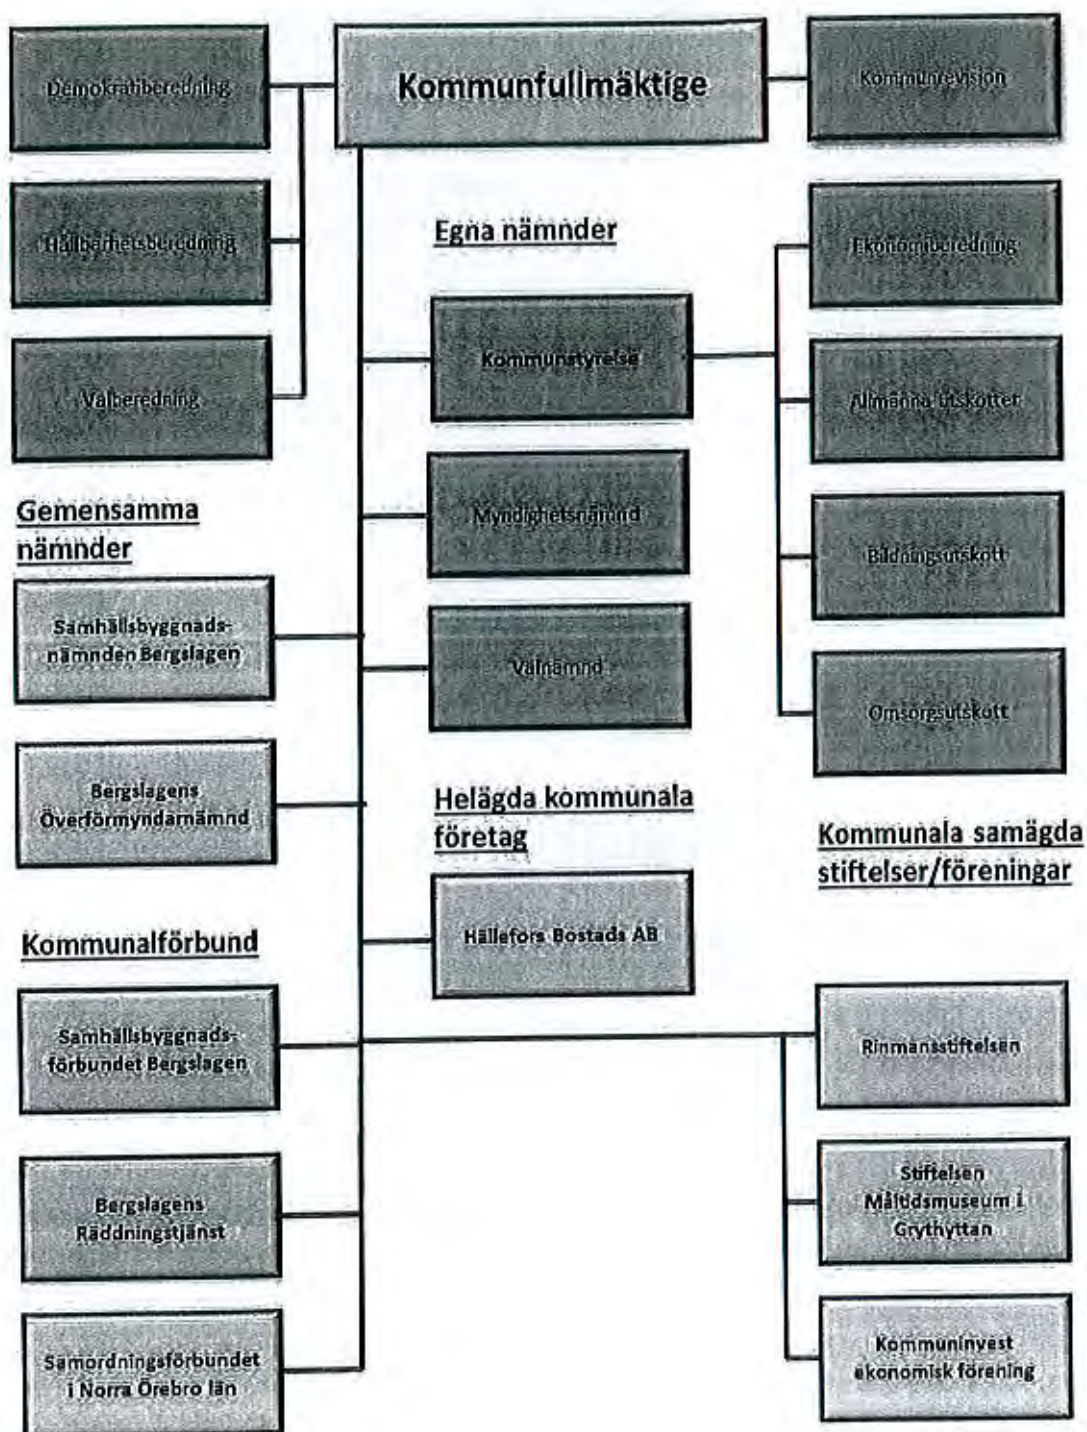 Kommunfullmäktige
Demokratiberedning
Hållbarhetsberedning
Valberedning
Kommunrevision
Egna nämnder
Kommunstyrelse
Myndighetsnämnd
Valnämnd
Ekonomiberedning
Allmänna utskottet
Bildningsutskott
Omsorgsutskott
Gemensamma
nämnder
Samhällsbyggnads-
nämnden Bergslagen
Bergslagens
Överförmyndarnämnd
Helägda kommunala
företag
Hällefors Bostads AB
Kommunalförbund
Samhällsbyggnads-
förbundet Bergslagen
Bergslagens
Räddningstjänst
Samordningsförbundet
i Norra Örebro län
Kommunala samägda
stiftelser/föreningar
Rinmansstiftelsen
Stiftelsen
Måltidsmuseum i
Grythyttan
Kommuninvest
ekonomisk förening